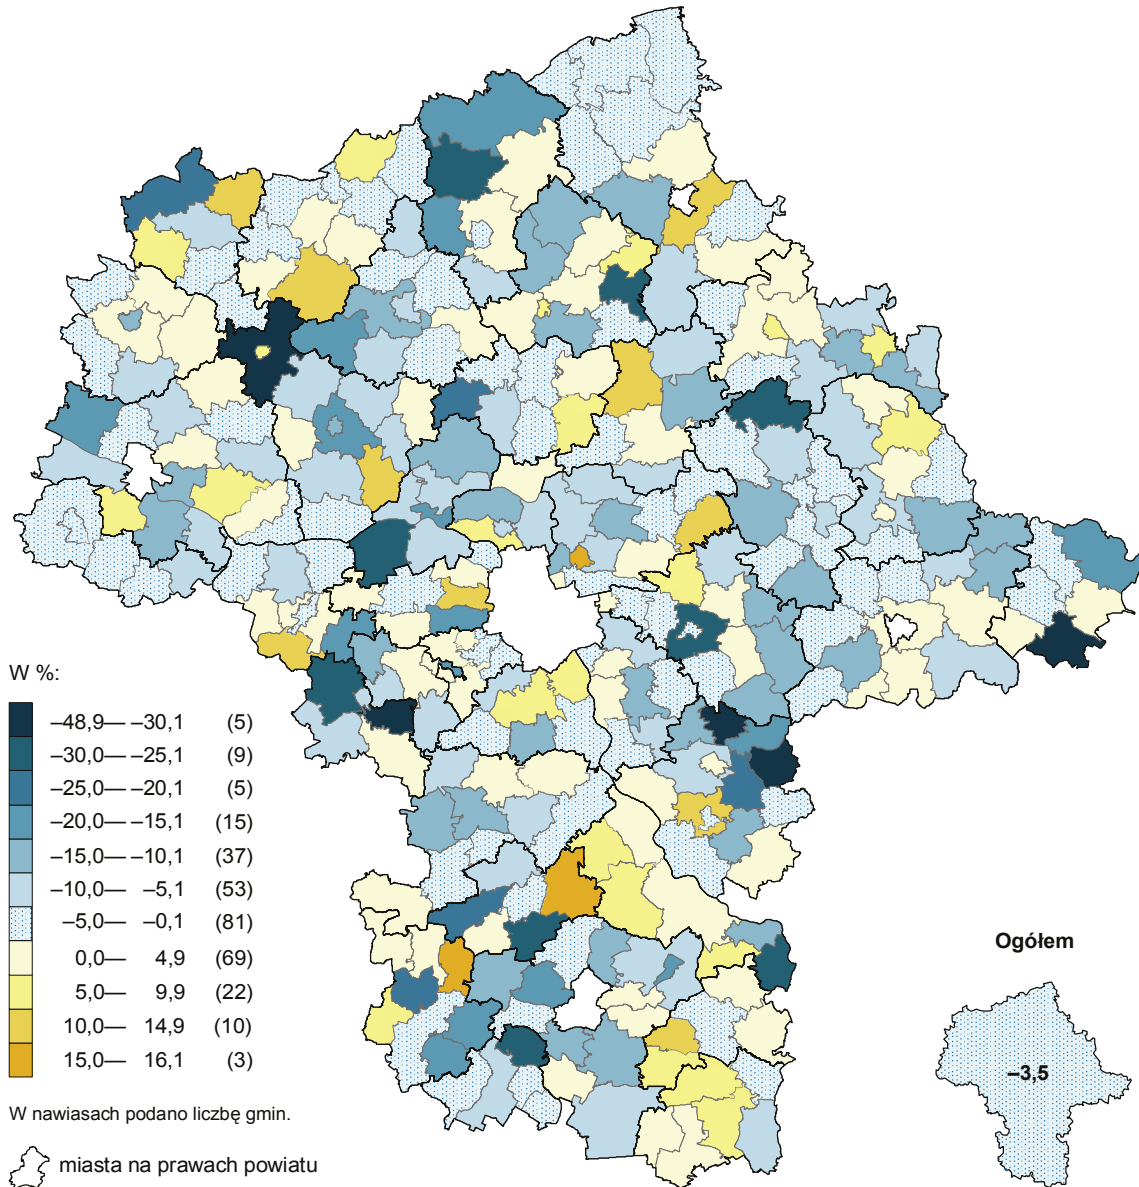 W %:
–48,9— –30,1 (5)
–30,0— –25,1 (9)
–25,0— –20,1 (5)
–20,0— –15,1 (15)
–15,0— –10,1 (37)
–10,0— –5,1 (53)
–5,0— –0,1 (81)
0,0— 4,9 (69)
5,0— 9,9 (22)
10,0— 14,9 (10)
15,0— 16,1 (3)
W nawiasach podano liczbę gmin.
miasta na prawach powiatu
Ogółem
–3,5